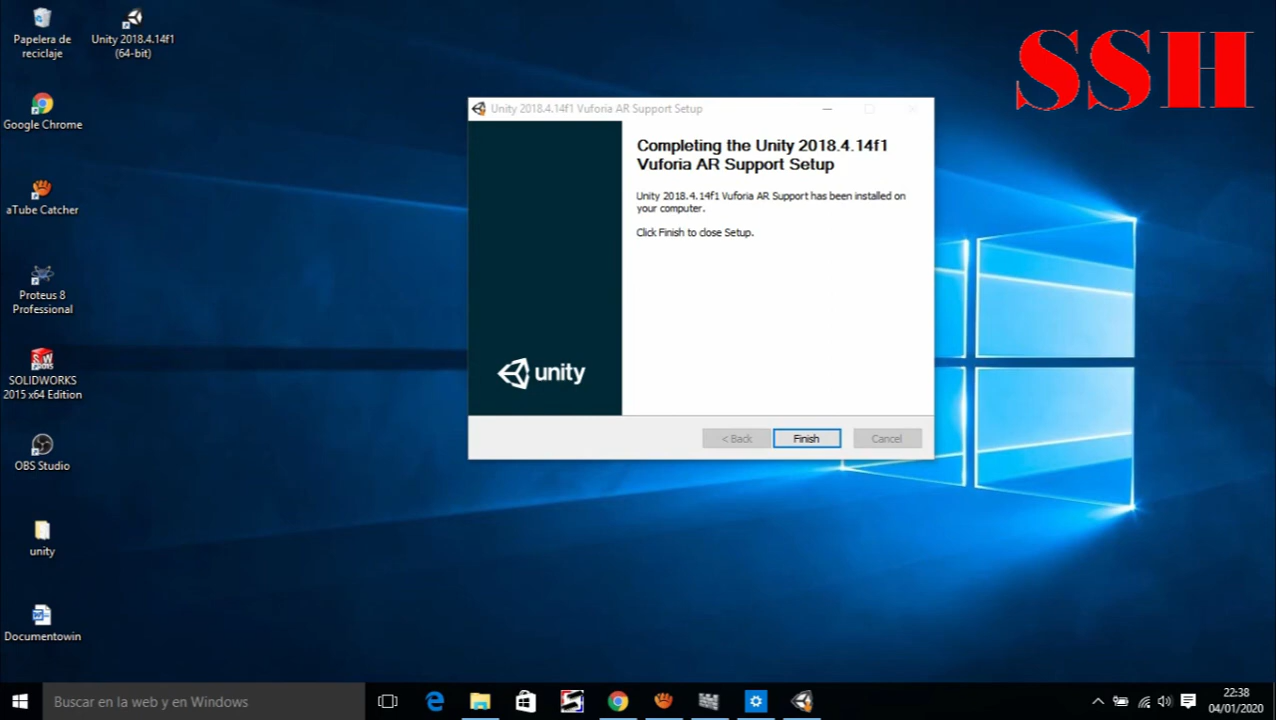 Papelera de
reciclaje
Unity 2018.4.14f1
(64-bit)
SSH
Google Chrome
aTube Catcher
Proteus 8
Professional
SOLIDWORKS
2015 x64 Edition
OBS Studio
unity
Documentowin
Unity 2018.4.14f1 Vuforia AR Support Setup
Completing the Unity 2018.4.14f1
Vuforia AR Support Setup
Unity 2018.4.14f1 Vuforia AR Support has been installed on
your computer.
Click Finish to close Setup.
unity
< Back
Finish
Cancel
Buscar en la web y en Windows
22:38
04/01/2020